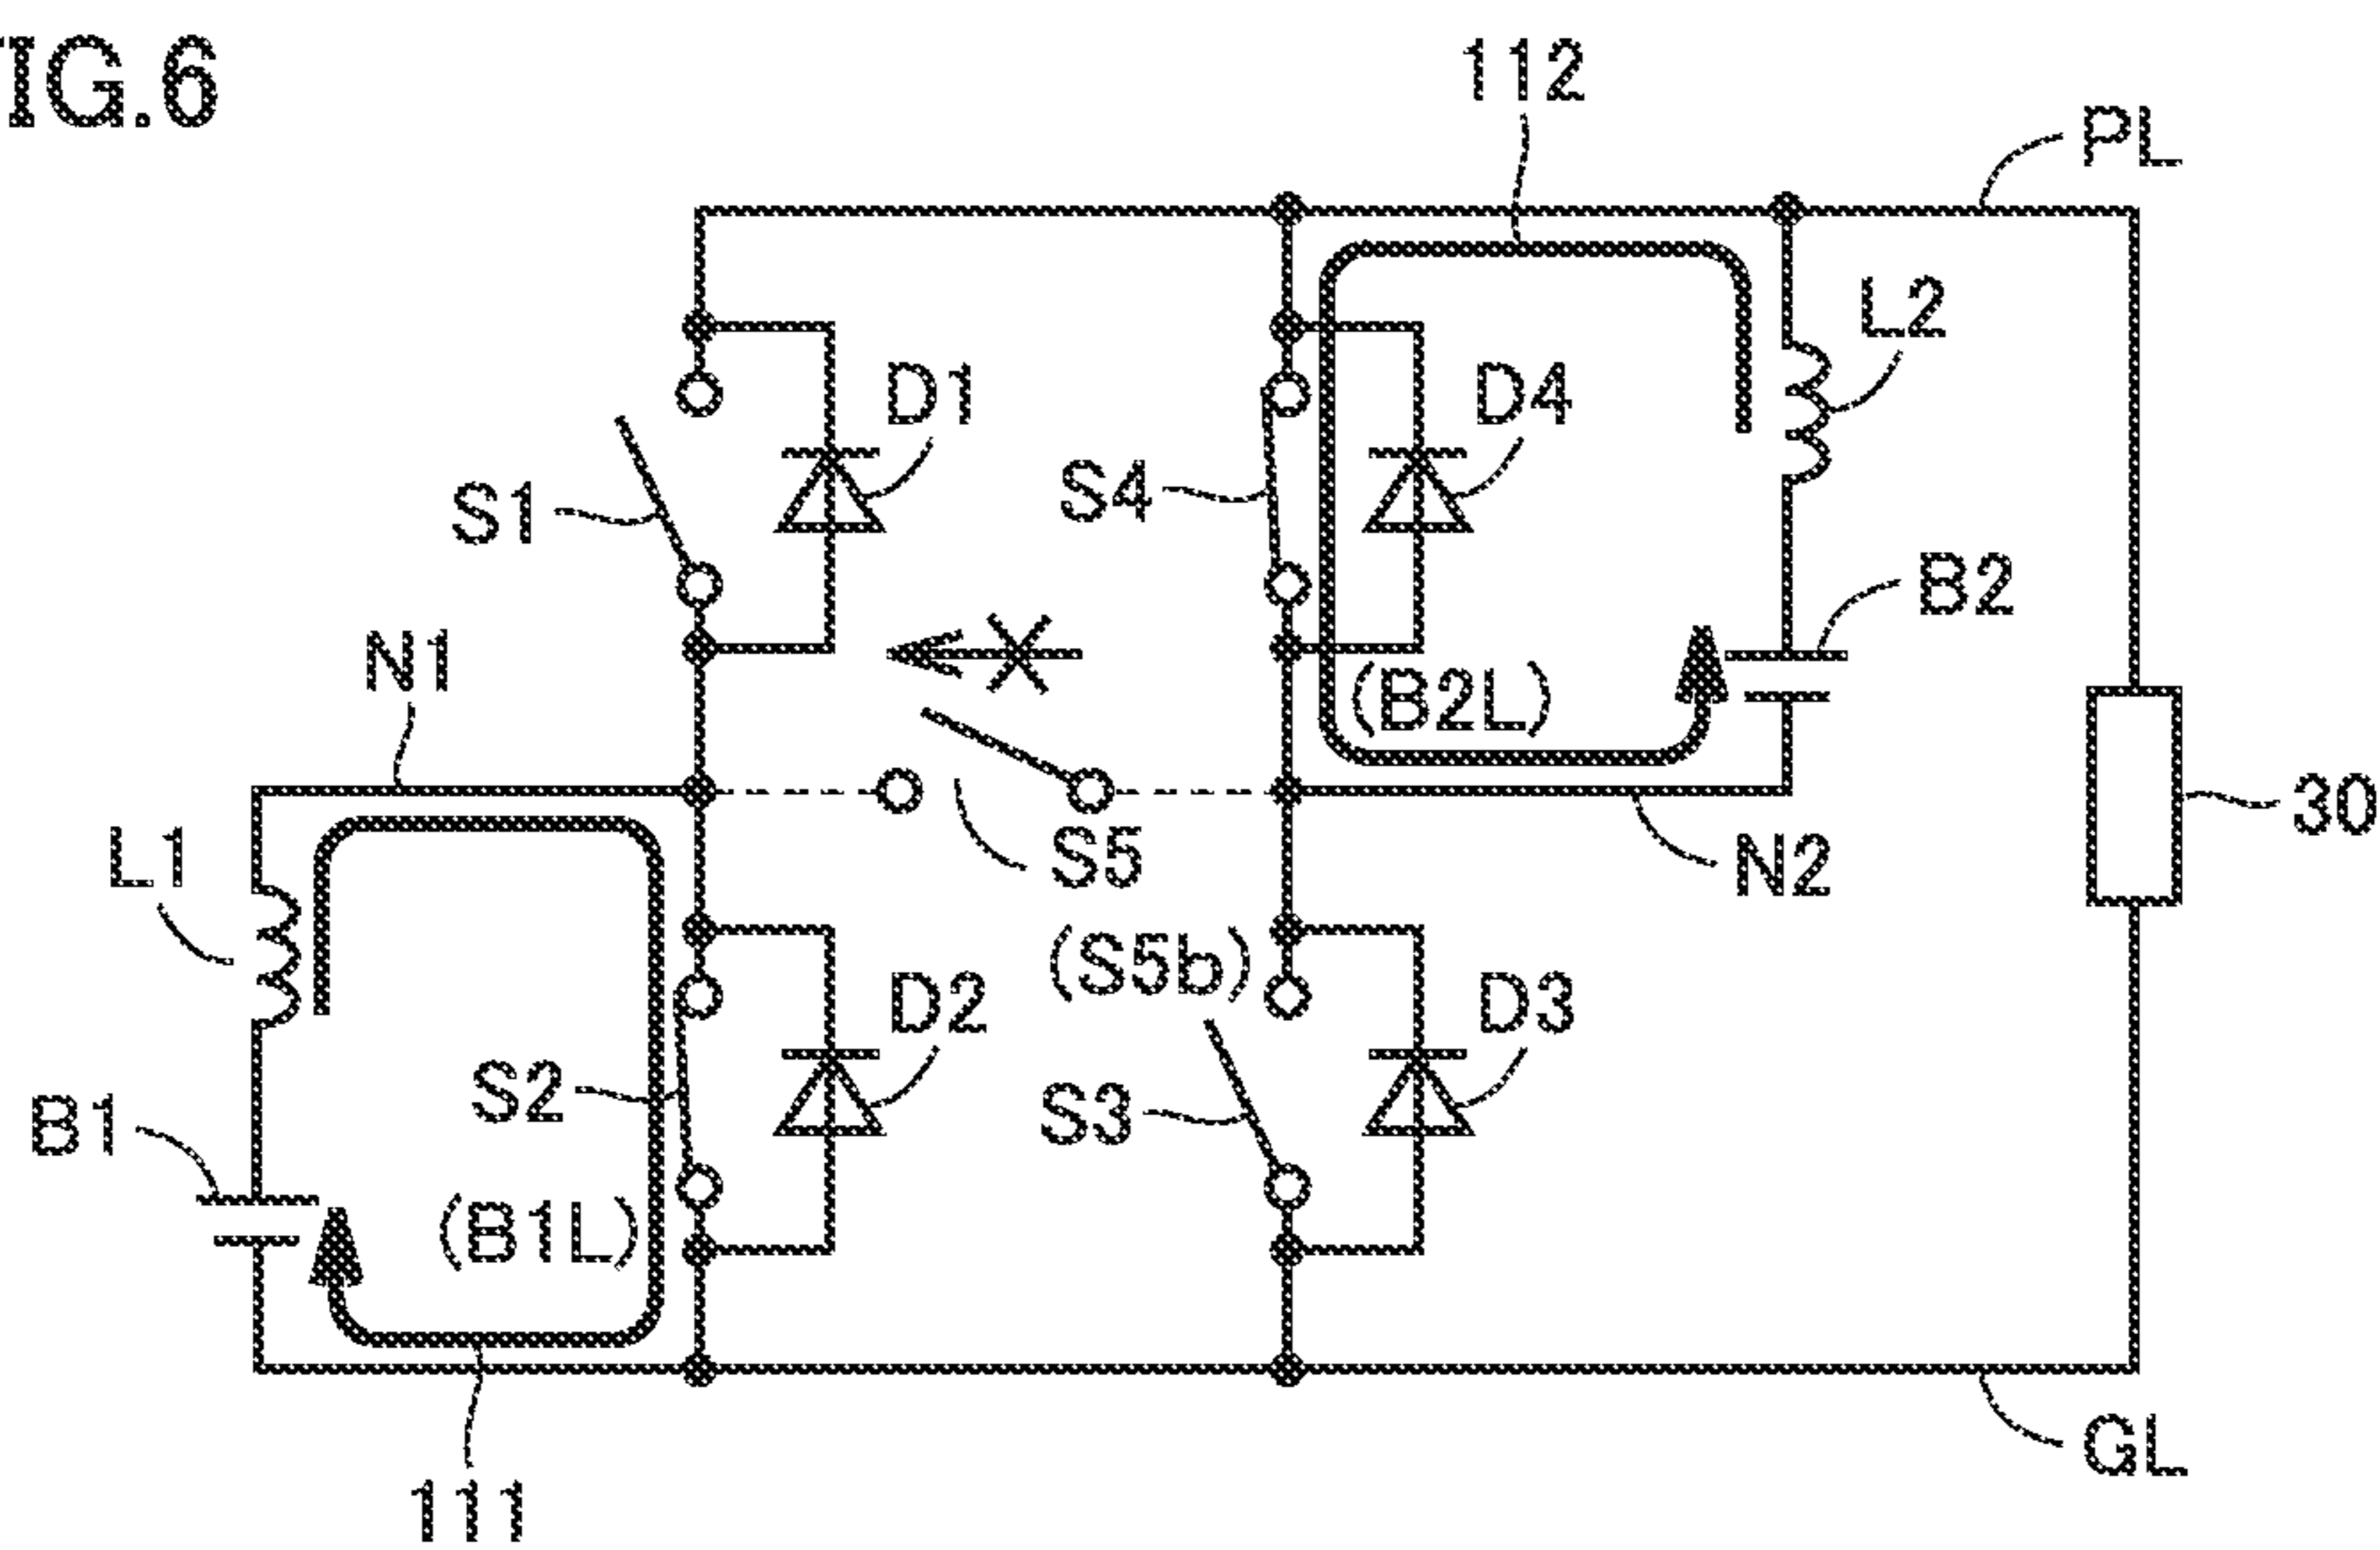 FIG.6
112
PL
L2
D1
D4
S1
S4
B2
N1
(B2L)
30
L1
S5
N2
(S5b)
D2
D3
S2
S3
B1
(B1L)
GL
111